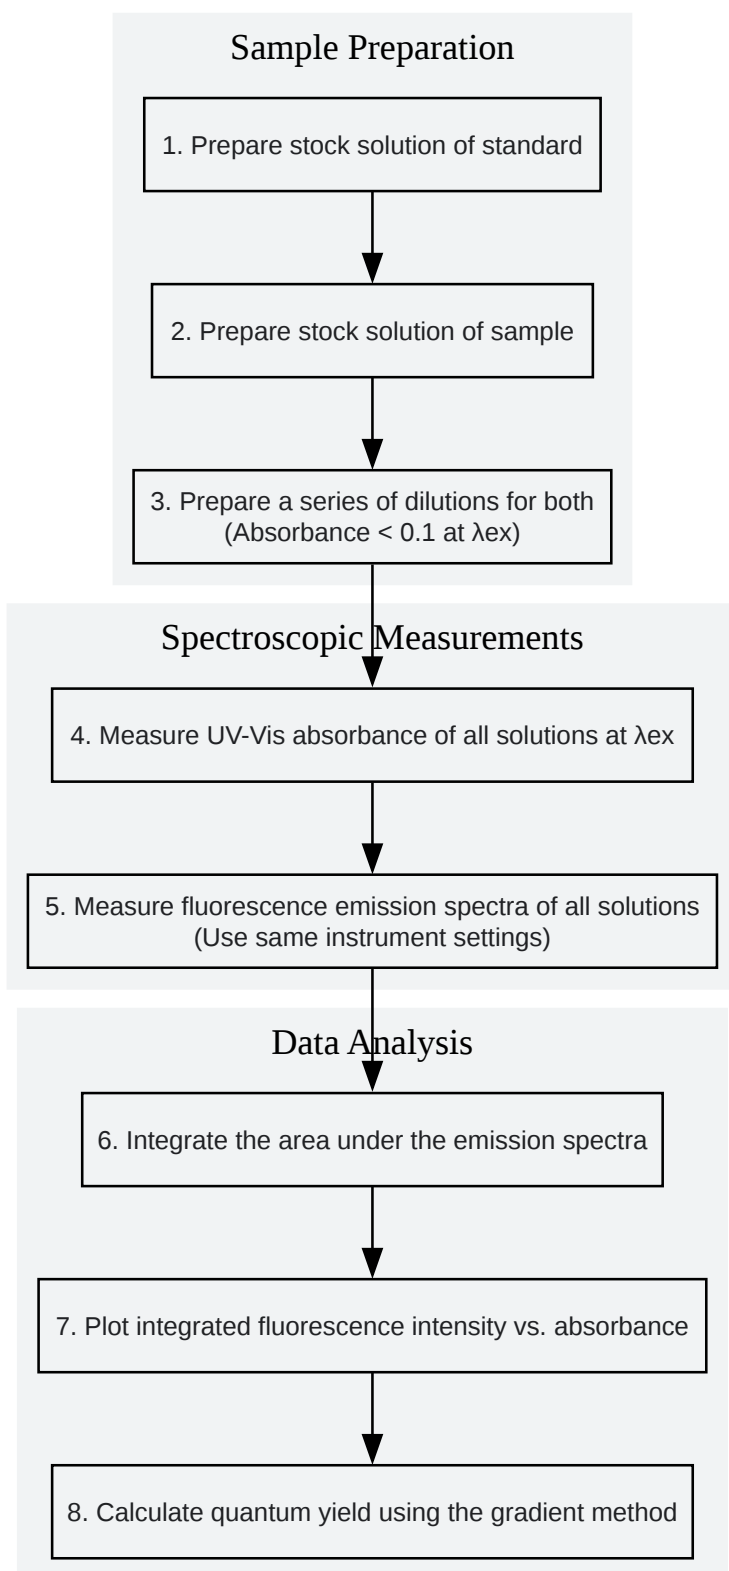 Sample Preparation
1. Prepare stock solution of standard
2. Prepare stock solution of sample
3. Prepare a series of dilutions for both
(Absorbance < 0.1 at λex)
Spectroscopic Measurements
4. Measure UV-Vis absorbance of all solutions at λex
5. Measure fluorescence emission spectra of all solutions
(Use same instrument settings)
Data Analysis
6. Integrate the area under the emission spectra
7. Plot integrated fluorescence intensity vs. absorbance
8. Calculate quantum yield using the gradient method